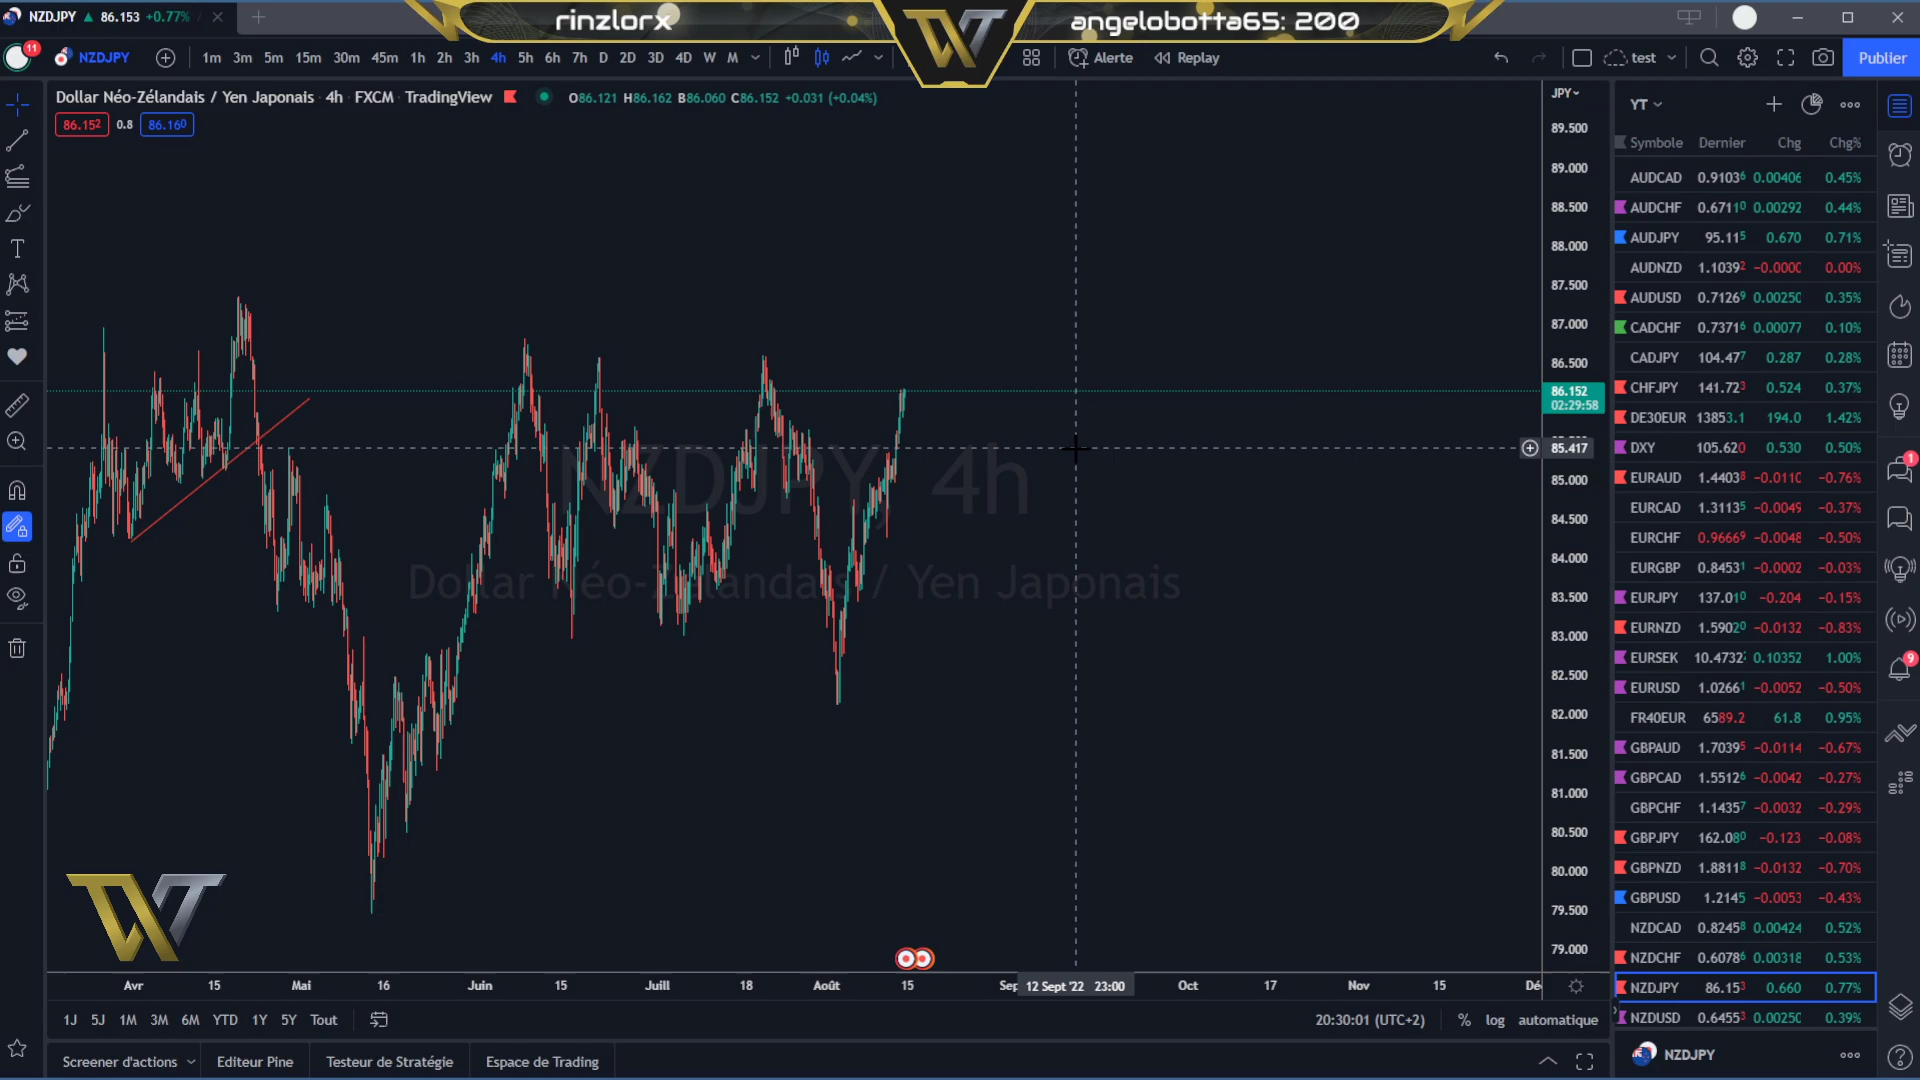 NZDJPY ▲ 86.153 +0.77%
rinzlorx
angelobotta65: 200
11
NZDJPY
1m 3m 5m 15m 30m 45m 1h 2h 3h 4h 5h 6h 7h D 2D 3D 4D W M
Alerte
Replay
test
Publier
Dollar Néo-Zélandais / Yen Japonais · 4h · FXCM · TradingView
O86.121 H86.162 B86.060 C86.152 +0.031 (+0.04%)
86.152 0.8 86.160
JPY
89.500
89.000
88.500
88.000
87.500
87.000
86.500
86.152
02:29:58
85.417
85.000
84.500
84.000
83.500
83.000
82.500
82.000
81.500
81.000
80.500
80.000
79.500
79.000
NZDJPY, 4h
Dollar Néo-Zélandais / Yen Japonais
Avr 15 Mai 16 Juin 15 Juill 18 Août 15 Sep 12 Sept '22 23:00 Oct 17 Nov 15 Dé
1J 5J 1M 3M 6M YTD 1Y 5Y Tout
20:30:01 (UTC+2) % log automatique
Screener d'actions Editeur Pine Testeur de Stratégie Espace de Trading
YT
Symbole Dernier Chg Chg%
AUDCAD 0.91036 0.00406 0.45%
AUDCHF 0.67110 0.00292 0.44%
AUDJPY 95.115 0.670 0.71%
AUDNZD 1.10392 −0.0000 0.00%
AUDUSD 0.71269 0.00250 0.35%
CADCHF 0.73716 0.00077 0.10%
CADJPY 104.477 0.287 0.28%
CHFJPY 141.723 0.524 0.37%
DE30EUR 13853.1 194.0 1.42%
DXY 105.620 0.530 0.50%
EURAUD 1.44038 −0.0110 −0.76%
EURCAD 1.31135 −0.0049 −0.37%
EURCHF 0.96669 −0.0048 −0.50%
EURGBP 0.84531 −0.0002 −0.03%
EURJPY 137.010 −0.204 −0.15%
EURNZD 1.59020 −0.0132 −0.83%
EURSEK 10.4732 0.10352 1.00%
EURUSD 1.02661 −0.0052 −0.50%
FR40EUR 6589.2 61.8 0.95%
GBPAUD 1.70395 −0.0114 −0.67%
GBPCAD 1.55126 −0.0042 −0.27%
GBPCHF 1.14357 −0.0032 −0.29%
GBPJPY 162.080 −0.123 −0.08%
GBPNZD 1.88118 −0.0132 −0.70%
GBPUSD 1.2145 −0.0053 −0.43%
NZDCAD 0.82458 0.00424 0.52%
NZDCHF 0.60786 0.00318 0.53%
NZDJPY 86.153 0.660 0.77%
NZDUSD 0.64553 0.00250 0.39%
NZDJPY
1
9